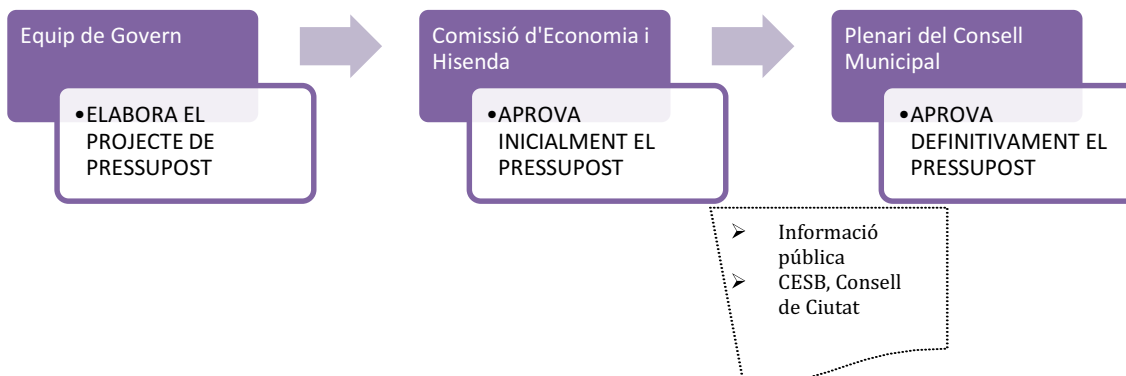 Equip de Govern
•ELABORA EL
PROJECTE DE
PRESSUPOST
Comissió d'Economia i
Hisenda
•APROVA
INICIALMENT EL
PRESSUPOST
Plenari del Consell
Municipal
•APROVA
DEFINITIVAMENT EL
PRESSUPOST
➢ Informació
pública
➢ CESB, Consell
de Ciutat